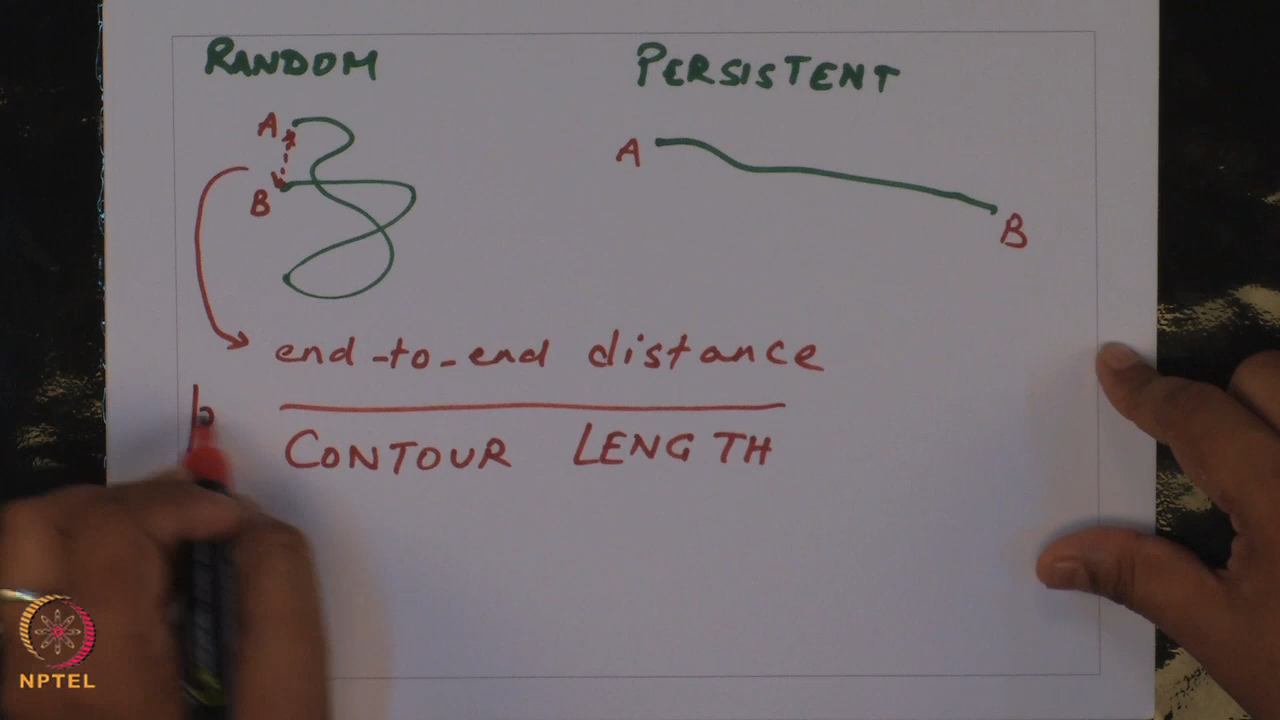 RANDOM PERSISTENT
A
A
B
B
end-to-end distance
CONTOUR LENGTH
NPTEL